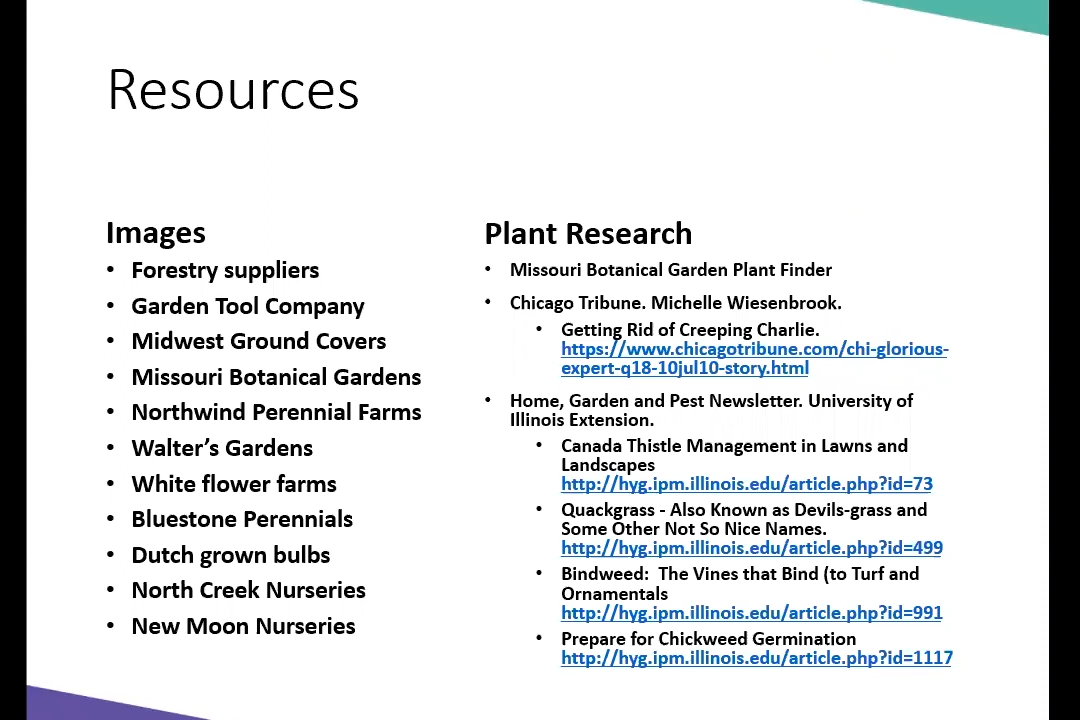 Resources
Images
• Forestry suppliers
• Garden Tool Company
• Midwest Ground Covers
• Missouri Botanical Gardens
• Northwind Perennial Farms
• Walter’s Gardens
• White flower farms
• Bluestone Perennials
• Dutch grown bulbs
• North Creek Nurseries
• New Moon Nurseries
Plant Research
• Missouri Botanical Garden Plant Finder
• Chicago Tribune. Michelle Wiesenbrook.
• Getting Rid of Creeping Charlie.
https://www.chicagotribune.com/chi-glorious-
expert-q18-10jul10-story.html
• Home, Garden and Pest Newsletter. University of
Illinois Extension.
• Canada Thistle Management in Lawns and
Landscapes
http://hyg.ipm.illinois.edu/article.php?id=73
• Quackgrass - Also Known as Devils-grass and
Some Other Not So Nice Names.
http://hyg.ipm.illinois.edu/article.php?id=499
• Bindweed:  The Vines that Bind (to Turf and
Ornamentals
http://hyg.ipm.illinois.edu/article.php?id=991
• Prepare for Chickweed Germination
http://hyg.ipm.illinois.edu/article.php?id=1117